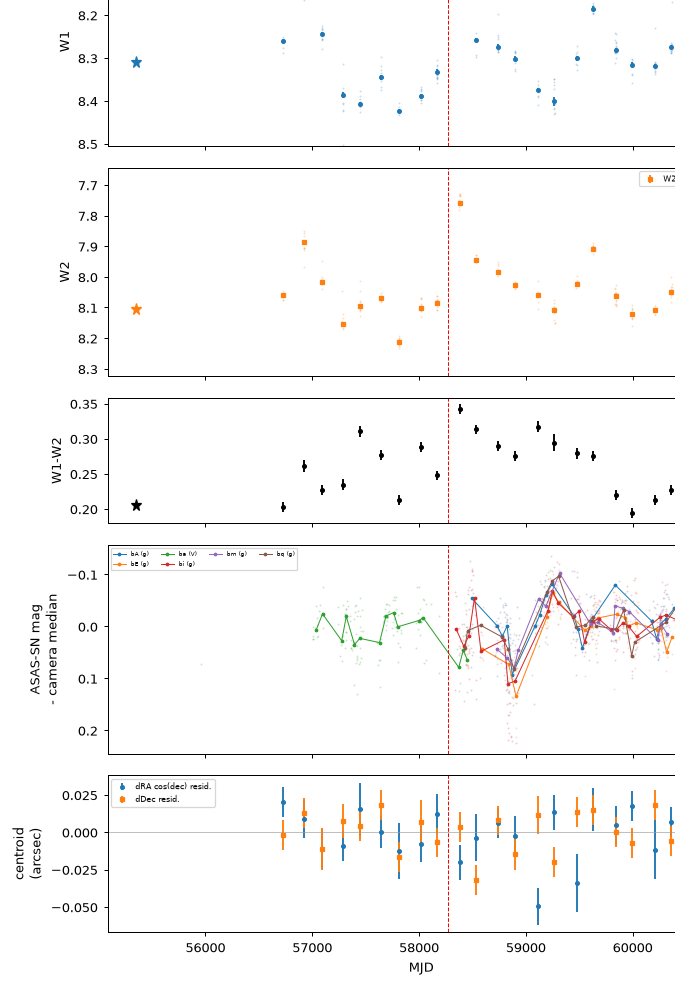 8.2
8.3
8.4
8.5
W1
7.7
7.8
7.9
8.0
8.1
8.2
8.3
W2
W2
0.35
0.30
0.25
0.20
W1-W2
bA (g) ba (V) bm (g) bq (g)
bE (g) bi (g)
−0.1
0.0
0.1
0.2
ASAS-SN mag
- camera median
dRA cos(dec) resid.
dDec resid.
0.025
0.000
−0.025
−0.050
centroid
(arcsec)
56000 57000 58000 59000 60000
MJD